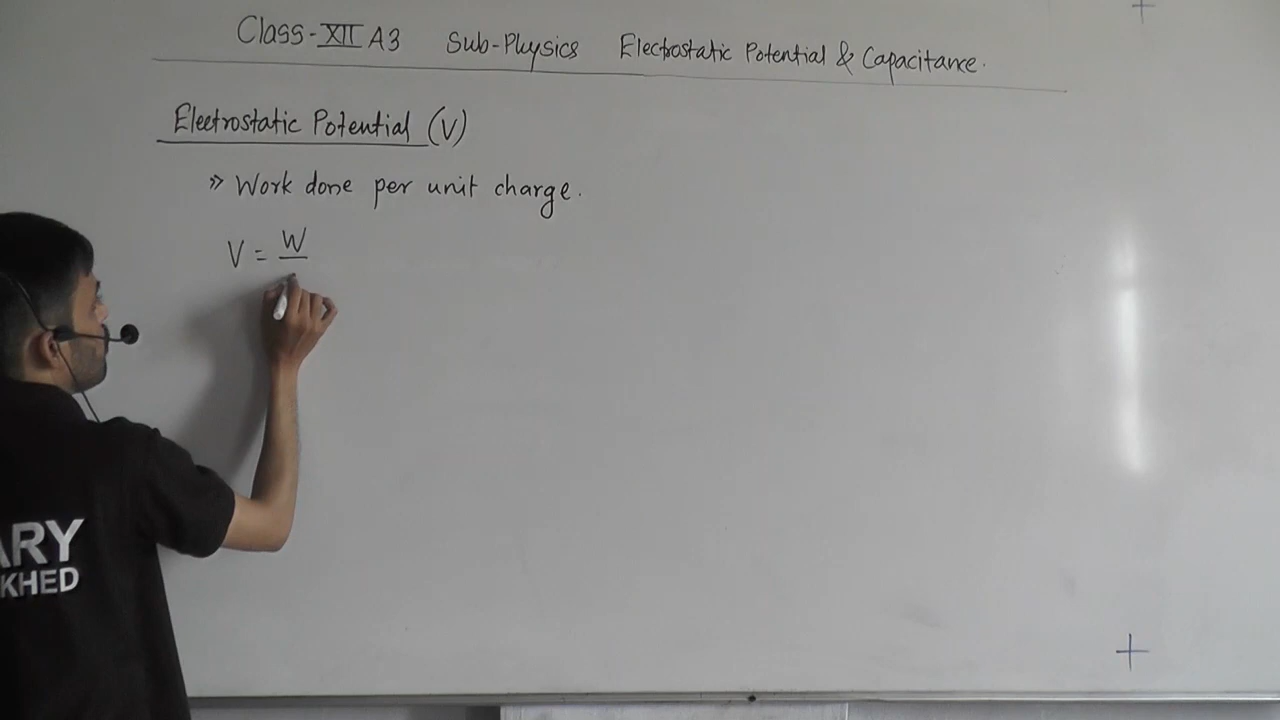 Class-XII A3 Sub-Physics Electrostatic Potential & Capacitance.
Electrostatic Potential (V)
» Work done per unit charge.
V = W
ARY
KHED